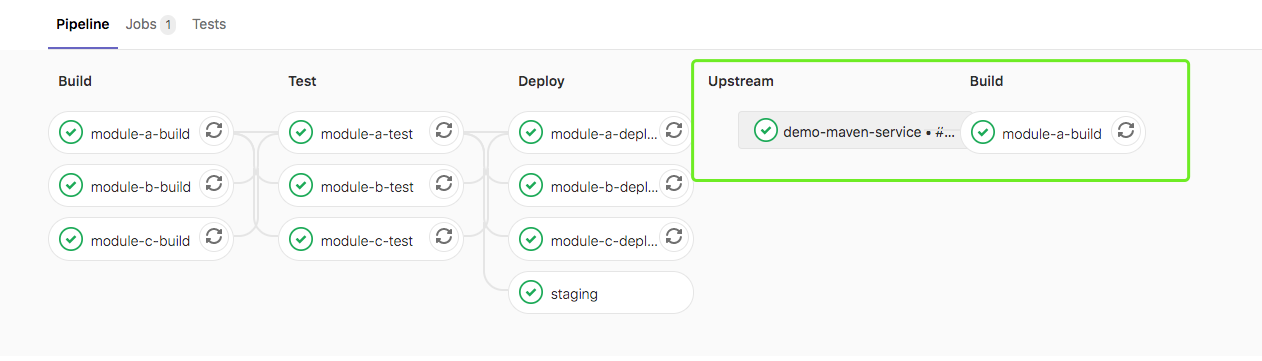 Pipeline Jobs 1 Tests
Build Test Deploy Upstream Build
module-a-build module-a-test module-a-depl... demo-maven-service • #... module-a-build
module-b-build module-b-test module-b-depl...
module-c-build module-c-test module-c-depl...
staging